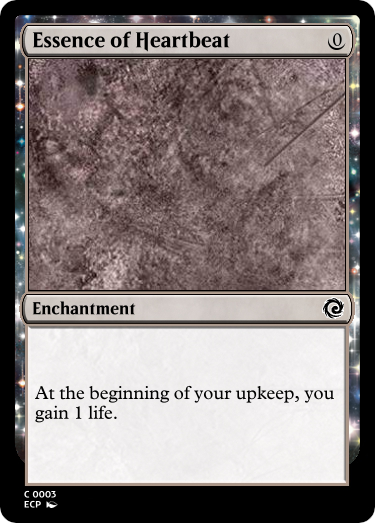 Essence of Heartbeat 0
Enchantment
At the beginning of your upkeep, you
gain 1 life.
C 0003
ECP